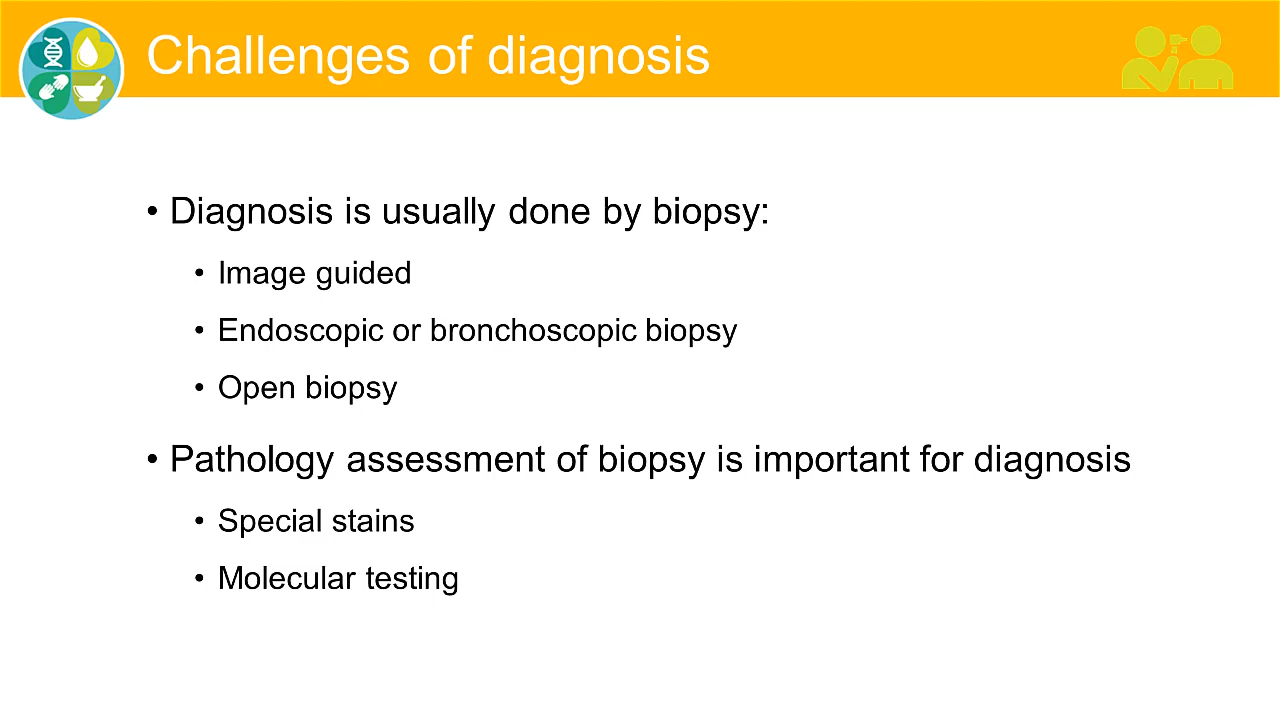 Challenges of diagnosis
• Diagnosis is usually done by biopsy:
• Image guided
• Endoscopic or bronchoscopic biopsy
• Open biopsy
• Pathology assessment of biopsy is important for diagnosis
• Special stains
• Molecular testing